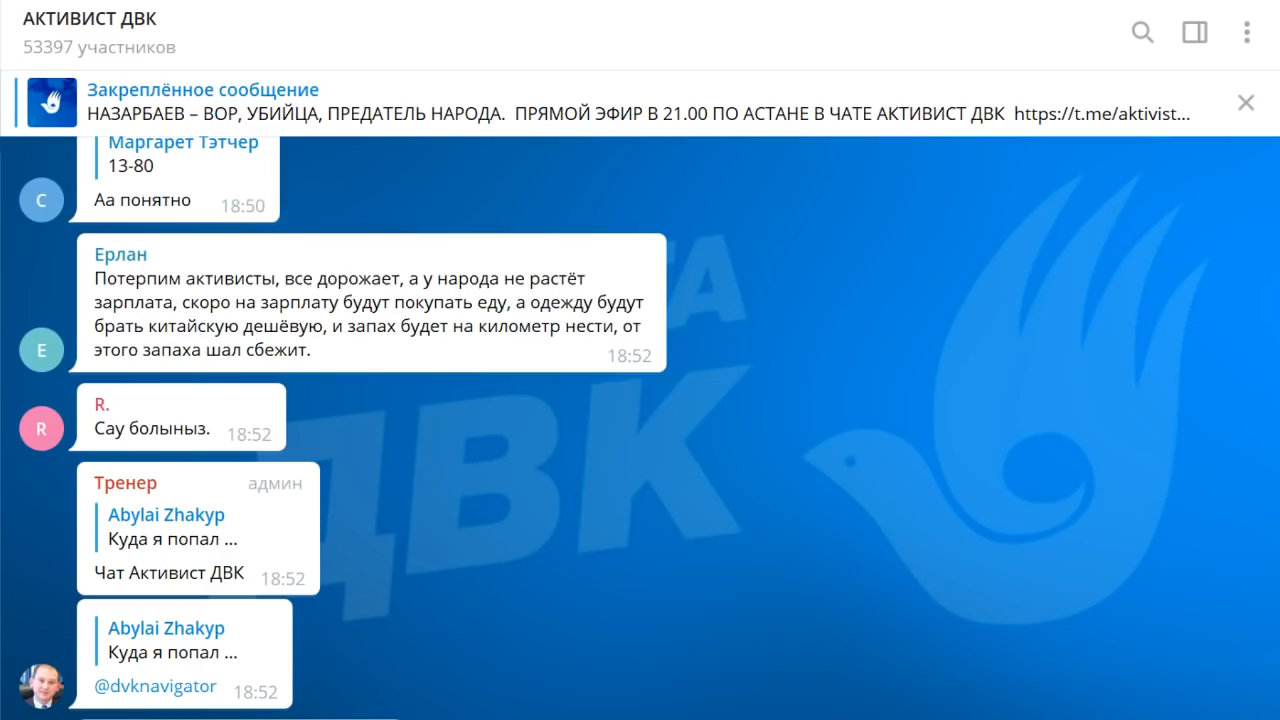 АКТИВИСТ ДВК
53397 участников
Закреплённое сообщение
НАЗАРБАЕВ – ВОР, УБИЙЦА, ПРЕДАТЕЛЬ НАРОДА. ПРЯМОЙ ЭФИР В 21.00 ПО АСТАНЕ В ЧАТЕ АКТИВИСТ ДВК https://t.me/aktivist...
Маргарет Тэтчер
13-80
С
Аа понятно 18:50
Ерлан
Потерпим активисты, все дорожает, а у народа не растёт
зарплата, скоро на зарплату будут покупать еду, а одежду будут
брать китайскую дешёвую, и запах будет на километр нести, от
Е
этого запаха шал сбежит. 18:52
R.
R
Сау болыныз. 18:52
Тренер админ
Abylai Zhakyp
Куда я попал ...
Чат Активист ДВК 18:52
Abylai Zhakyp
Куда я попал ...
@dvknavigator 18:52
ДВК